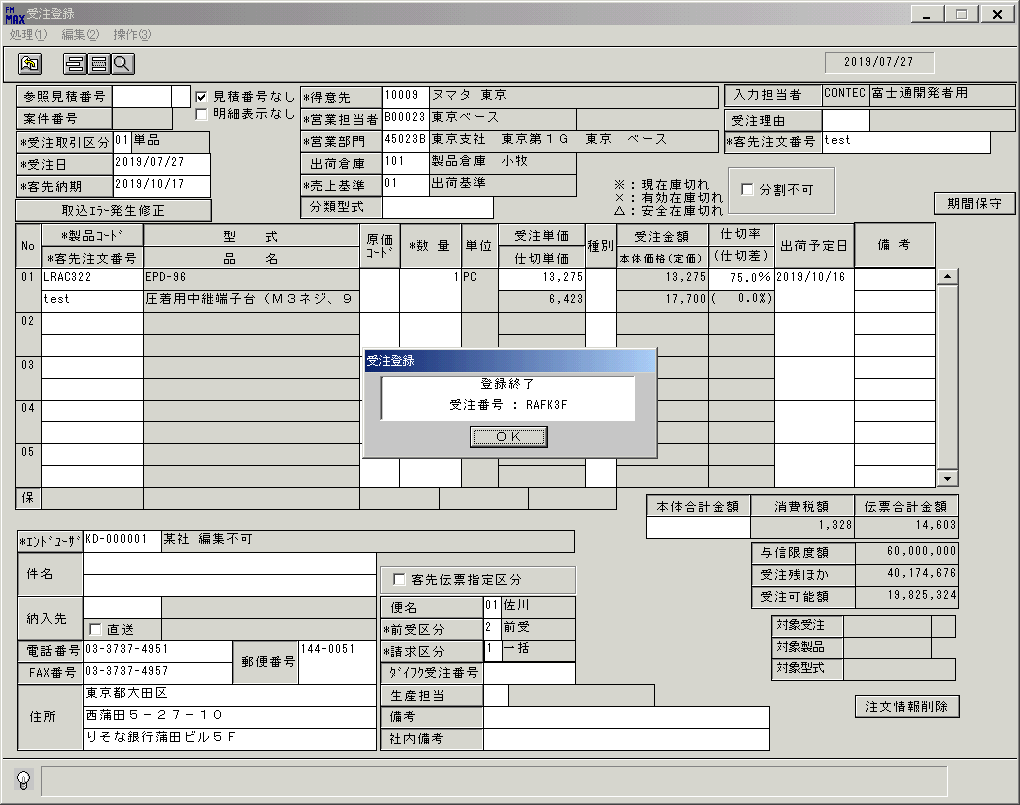 FM MAX 受注登録
処理(1) 編集(2) 操作(3)
2019/07/27
参照見積番号 見積番号なし
案件番号 明細表示なし
*受注取引区分 01 単品
*受注日 2019/07/27
*客先納期 2019/10/17
取込ｴﾗｰ発生修正
*得意先 10009 ヌマタ 東京
*営業担当者 B00023 東京ベース
*営業部門 45023B 東京支社 東京第１Ｇ 東京 ベース
出荷倉庫 101 製品倉庫 小牧
*売上基準 01 出荷基準
分類型式
入力担当者 CONTEC 富士通開発者用
受注理由
*客先注文番号 test
※：現在庫切れ
×：有効在庫切れ
△：安全在庫切れ
分割不可
期間保守
No *製品ｺｰﾄﾞ 型 式 原価ｺｰﾄﾞ *数 量 単位 受注単価 種別 受注金額 仕切率 出荷予定日 備 考
*客先注文番号 品 名 仕切単価 本体価格(定価) (仕切差)
01 LRAC322 EPD-96 1 PC 13,275 13,275 75.0% 2019/10/16
test 圧着用中継端子台（Ｍ３ネジ、９ 6,423 17,700 ( 0.0%)
02
03
04
05
保
受注登録
登録終了
受注番号 : RAFK3F
ＯＫ
本体合計金額 消費税額 伝票合計金額
1,328 14,603
与信限度額 60,000,000
受注残ほか 40,174,676
受注可能額 19,825,324
対象受注
対象製品
対象型式
注文情報削除
*ｴﾝﾄﾞﾕｰｻﾞ KD-000001 某社 編集不可
件名
納入先
直送
電話番号 03-3737-4951 郵便番号 144-0051
FAX番号 03-3737-4957
住所 東京都大田区
西蒲田５－２７－１０
りそな銀行蒲田ビル５Ｆ
客先伝票指定区分
便名 01 佐川
*前受区分 2 前受
*請求区分 1 一括
ﾀﾞｲﾌｸ受注番号
生産担当
備考
社内備考